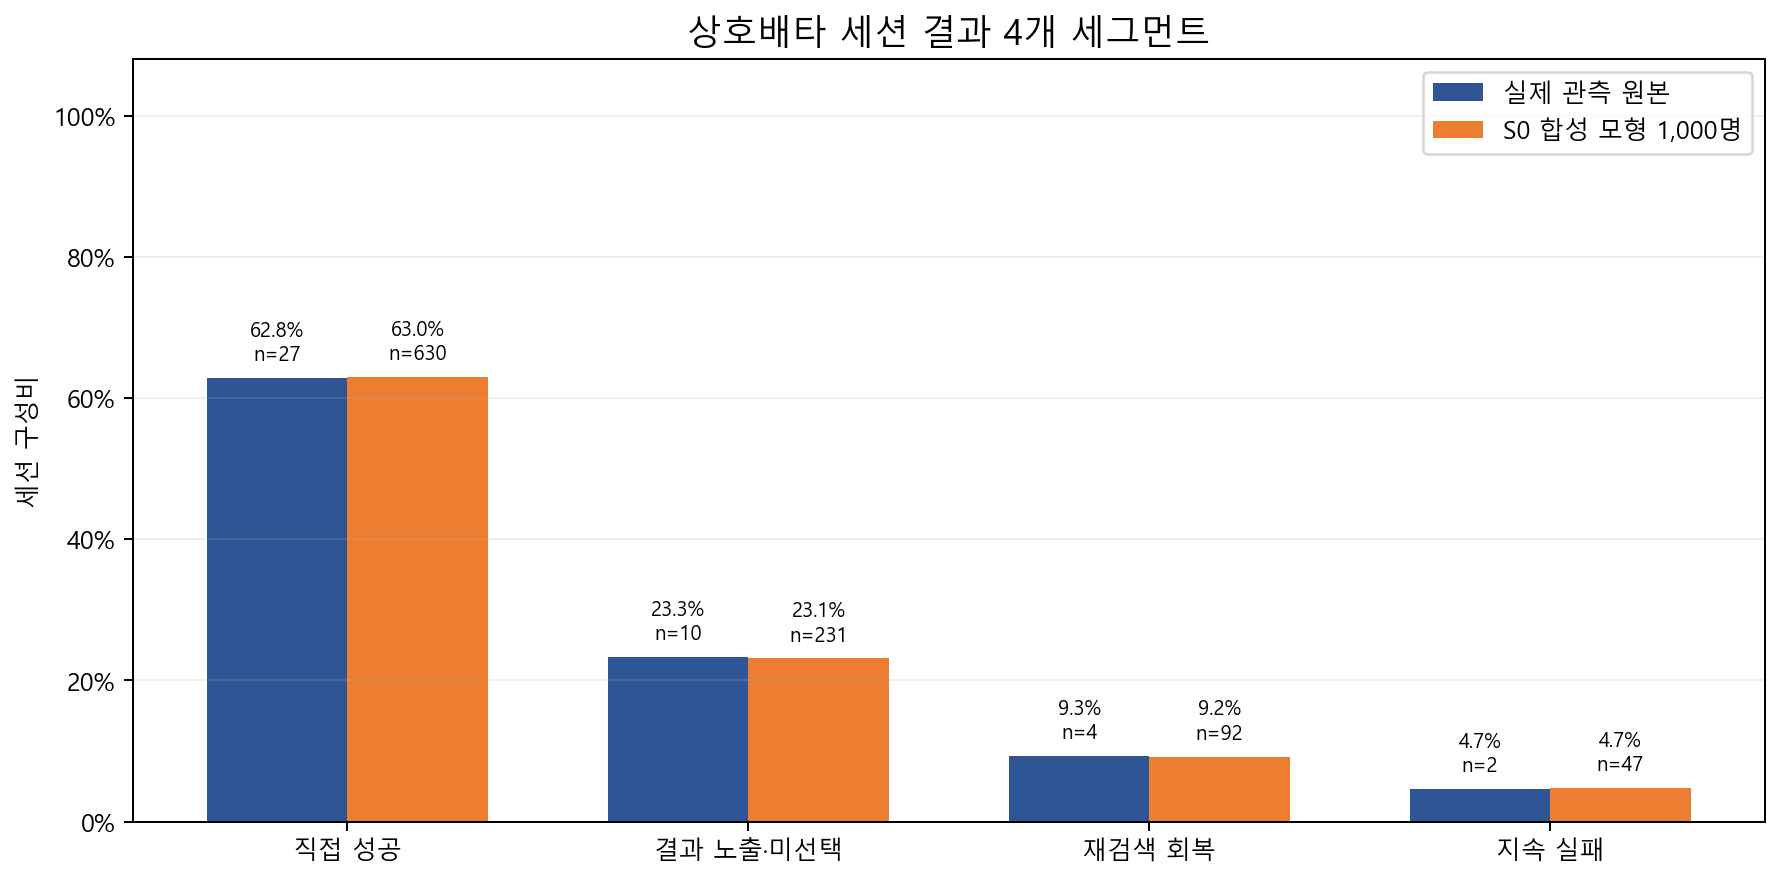 상호배타 세션 결과 4개 세그먼트
실제 관측 원본
S0 합성 모형 1,000명
세션 구성비
100%
80%
60%
40%
20%
0%
62.8%
n=27
63.0%
n=630
23.3%
n=10
23.1%
n=231
9.3%
n=4
9.2%
n=92
4.7%
n=2
4.7%
n=47
직접 성공
결과 노출·미선택
재검색 회복
지속 실패